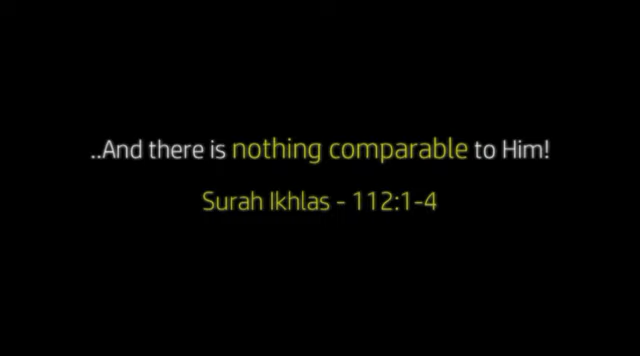 ..And there is nothing comparable to Him!
Surah Ikhlas - 112:1-4